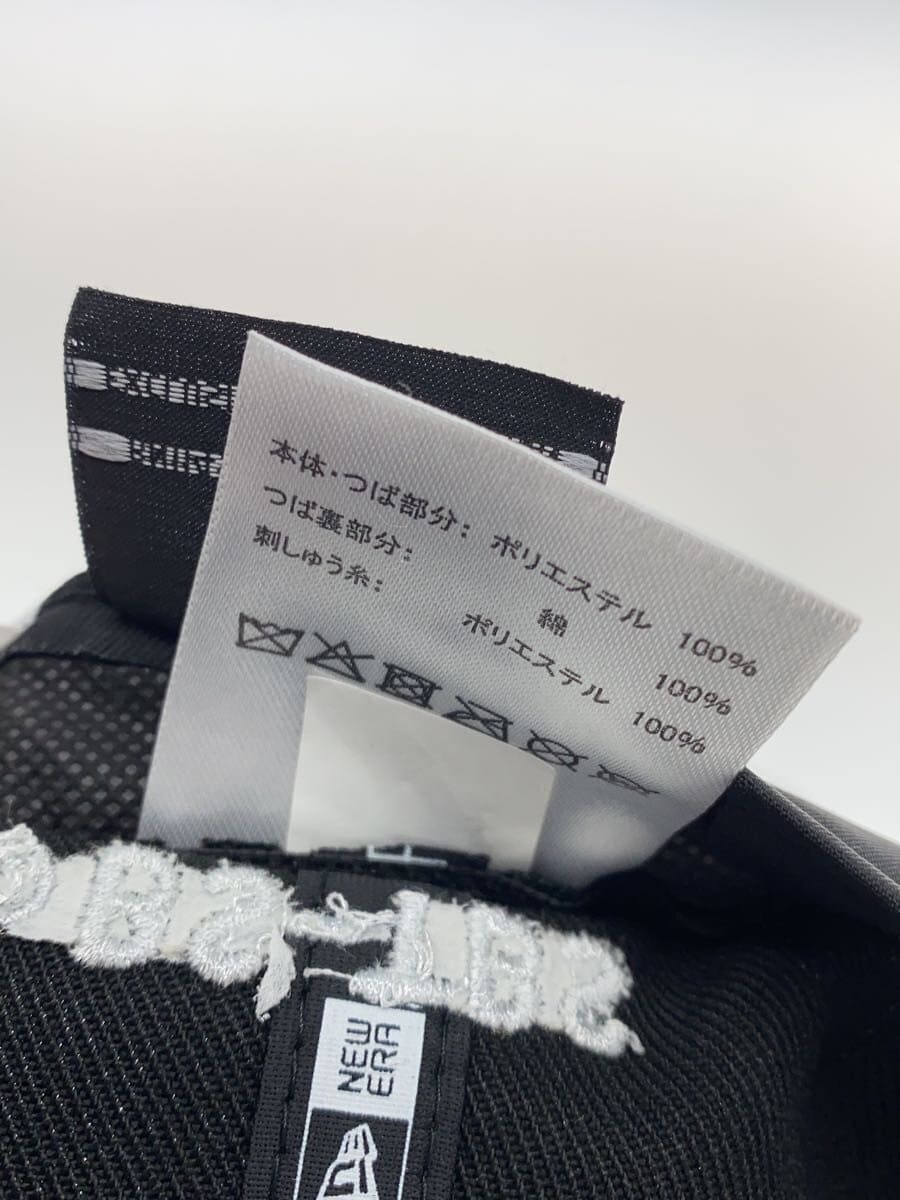 本体・つば部分: ポリエステル 100%
つば裏部分: 綿 100%
刺しゅう糸: ポリエステル 100%
NEW
ERA